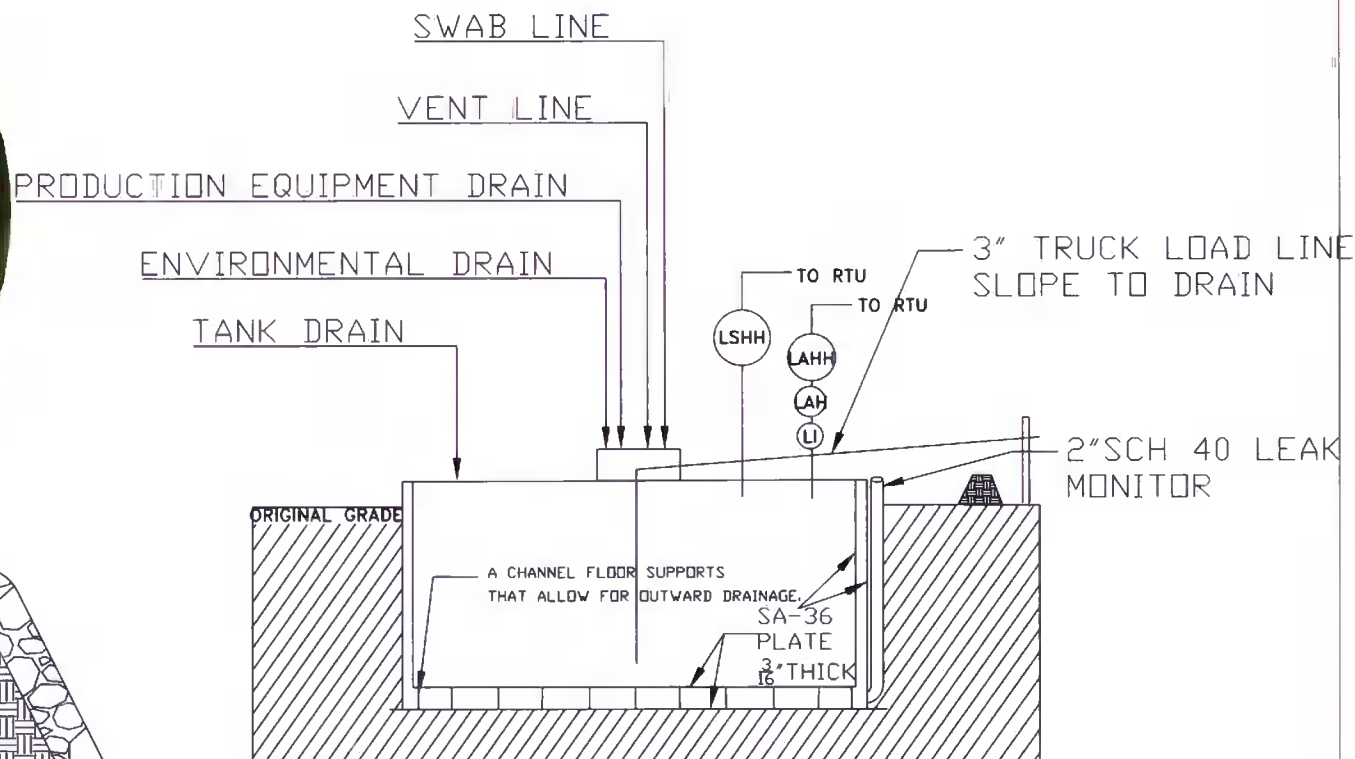 SWAB LINE
VENT LINE
PRODUCTION EQUIPMENT DRAIN
ENVIRONMENTAL DRAIN
TANK DRAIN
TO RTU
TO RTU
LSHH
LAHH
LAH
LI
3" TRUCK LOAD LINE
SLOPE TO DRAIN
2"SCH 40 LEAK
MONITOR
ORIGINAL GRADE
A CHANNEL FLOOR SUPPORTS
THAT ALLOW FOR OUTWARD DRAINAGE.
SA-36
PLATE
3/16" THICK